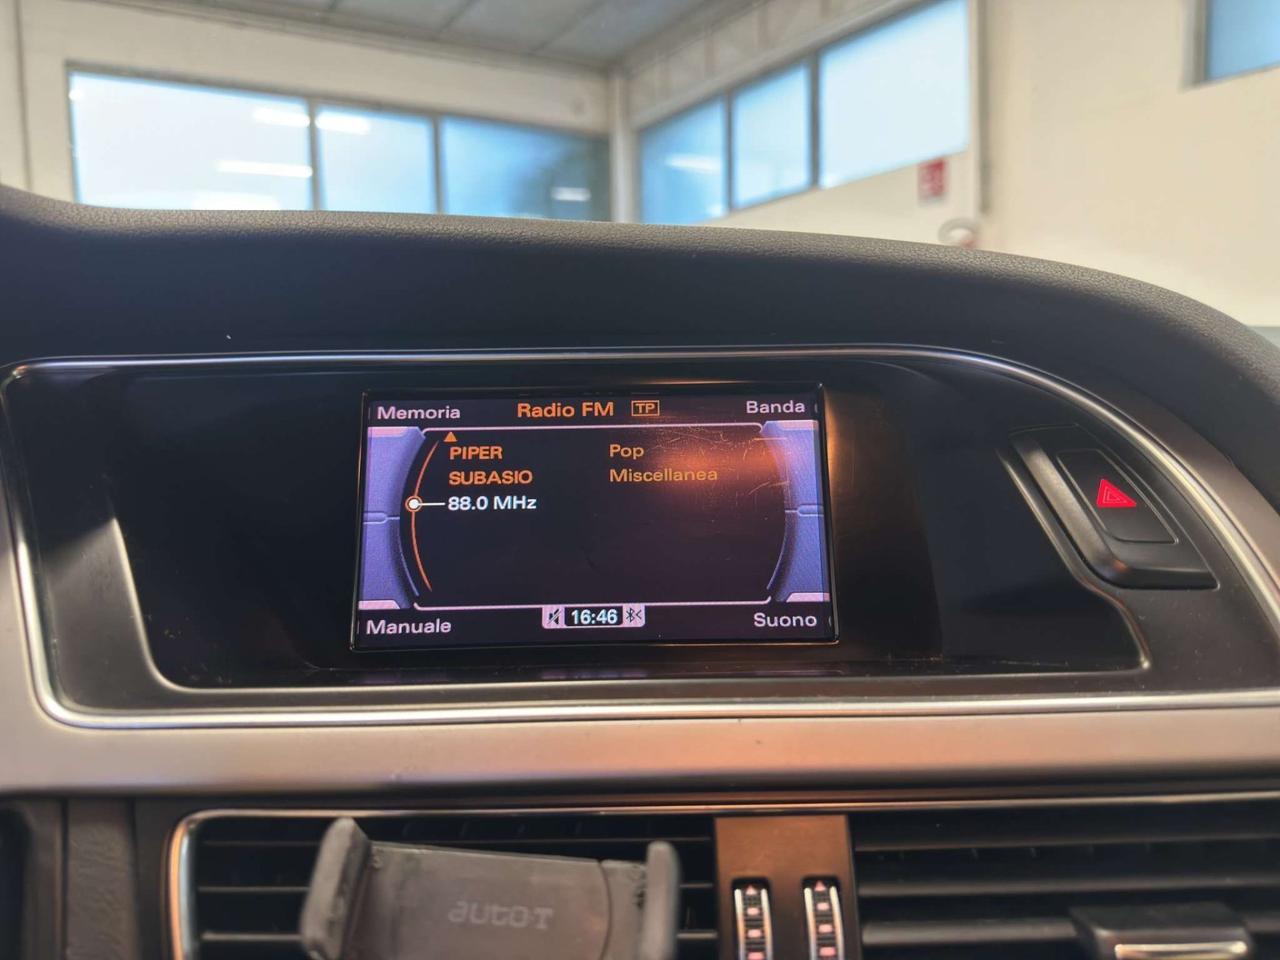 Memoria Radio FM TP Banda
PIPER Pop
SUBASIO Miscellanea
88.0 MHz
Manuale 16:46 Suono
auto-T